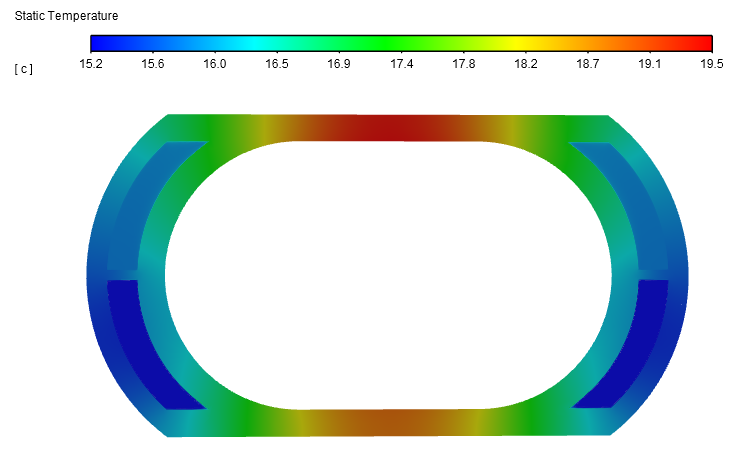 Static Temperature
[ c ]
15.2 15.6 16.0 16.5 16.9 17.4 17.8 18.2 18.7 19.1 19.5